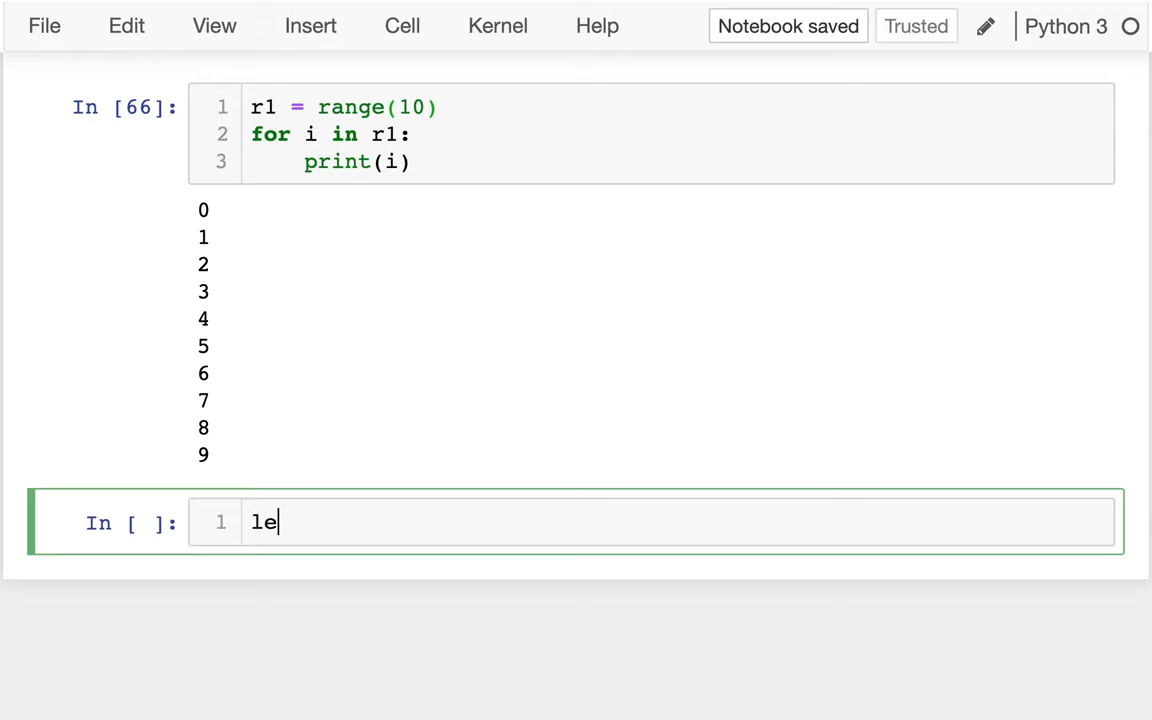 File Edit View Insert Cell Kernel Help Notebook saved Trusted Python 3
In [66]: 1 r1 = range(10)
2 for i in r1:
3     print(i)
0
1
2
3
4
5
6
7
8
9
In [ ]: 1 le